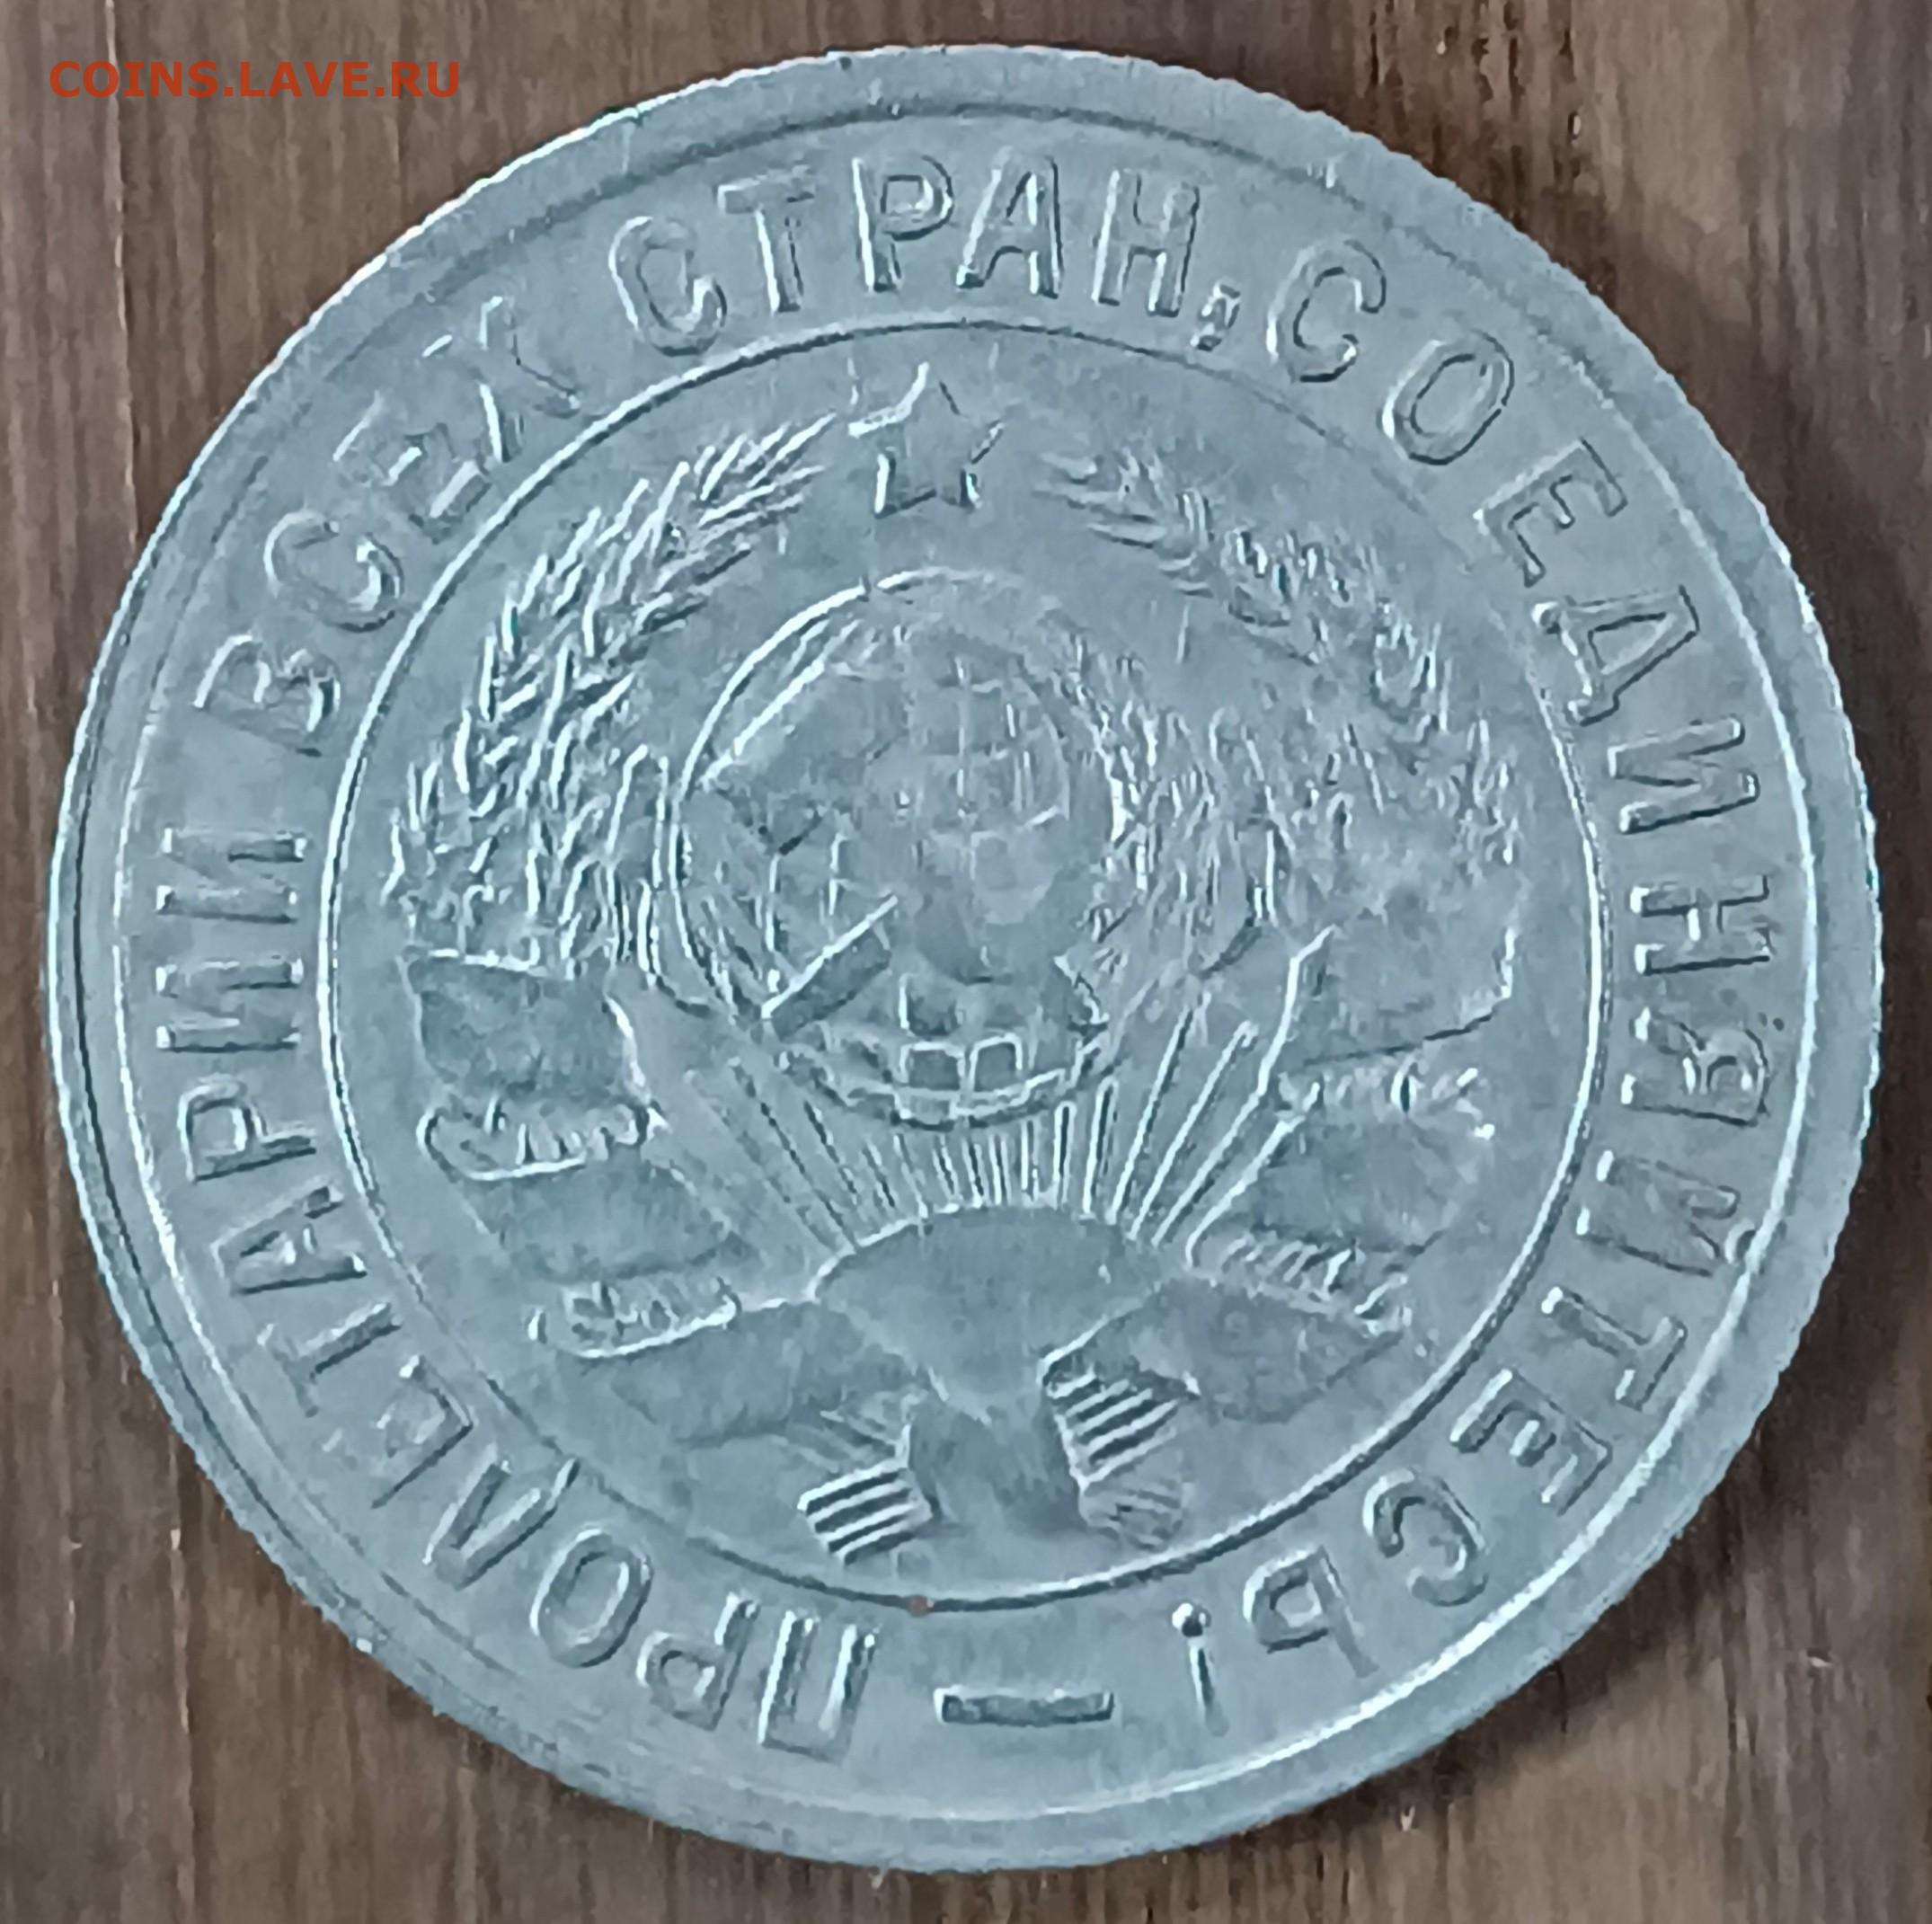 COINS.LAVE.RU
ПРОЛЕТАРИИ ВСЕХ СТРАН, СОЕДИНЯЙТЕСЬ! —